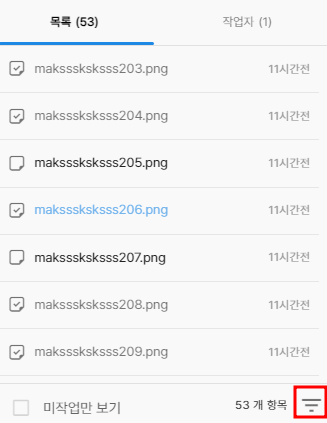 목록 (53) 작업자 (1)
maksssksksss203.png 11시간전
maksssksksss204.png 11시간전
maksssksksss205.png 11시간전
maksssksksss206.png 11시간전
maksssksksss207.png 11시간전
maksssksksss208.png 11시간전
maksssksksss209.png 11시간전
미작업만 보기 53 개 항목